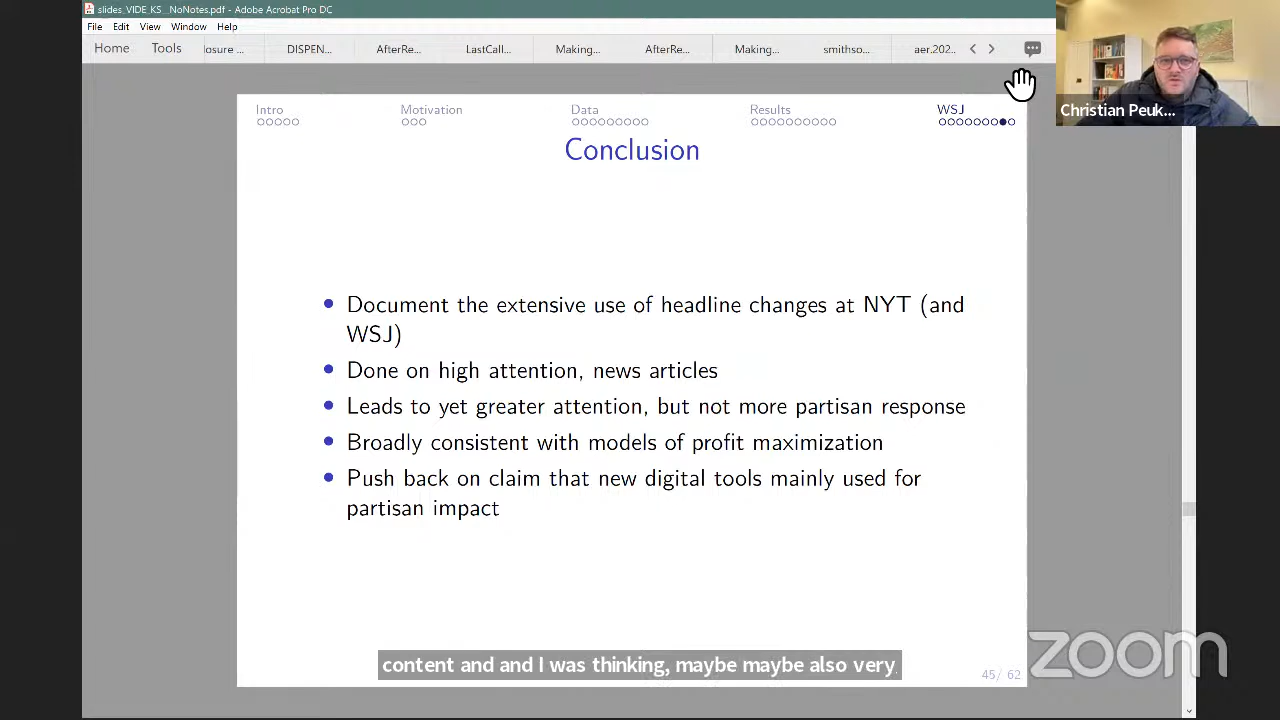 slides_VIDE_KS_NoNotes.pdf - Adobe Acrobat Pro DC
File Edit View Window Help
Home Tools losure ... DISPEN... AfterRe... LastCall... Making... AfterRe... Making... smithso... aer.202...
Christian Peuk...
Intro Motivation Data Results WSJ
Conclusion
• Document the extensive use of headline changes at NYT (and
WSJ)
• Done on high attention, news articles
• Leads to yet greater attention, but not more partisan response
• Broadly consistent with models of profit maximization
• Push back on claim that new digital tools mainly used for
partisan impact
content and and I was thinking, maybe maybe also very.
45/ 62
zoom